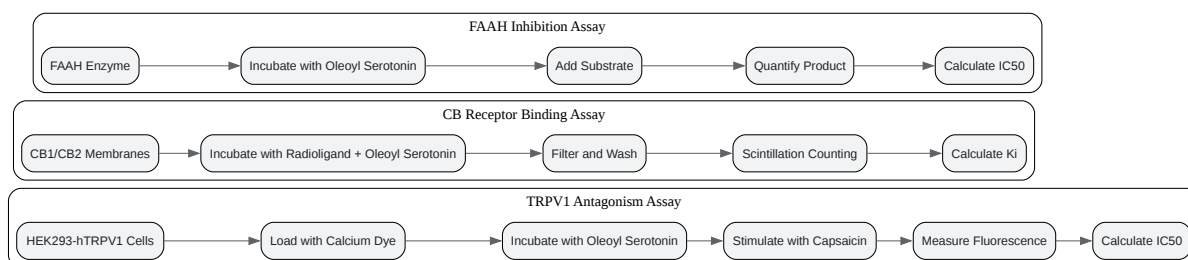 FAAH Inhibition Assay
FAAH Enzyme
Incubate with Oleoyl Serotonin
Add Substrate
Quantify Product
Calculate IC50
CB Receptor Binding Assay
CB1/CB2 Membranes
Incubate with Radioligand + Oleoyl Serotonin
Filter and Wash
Scintillation Counting
Calculate Ki
TRPV1 Antagonism Assay
HEK293-hTRPV1 Cells
Load with Calcium Dye
Incubate with Oleoyl Serotonin
Stimulate with Capsaicin
Measure Fluorescence
Calculate IC50